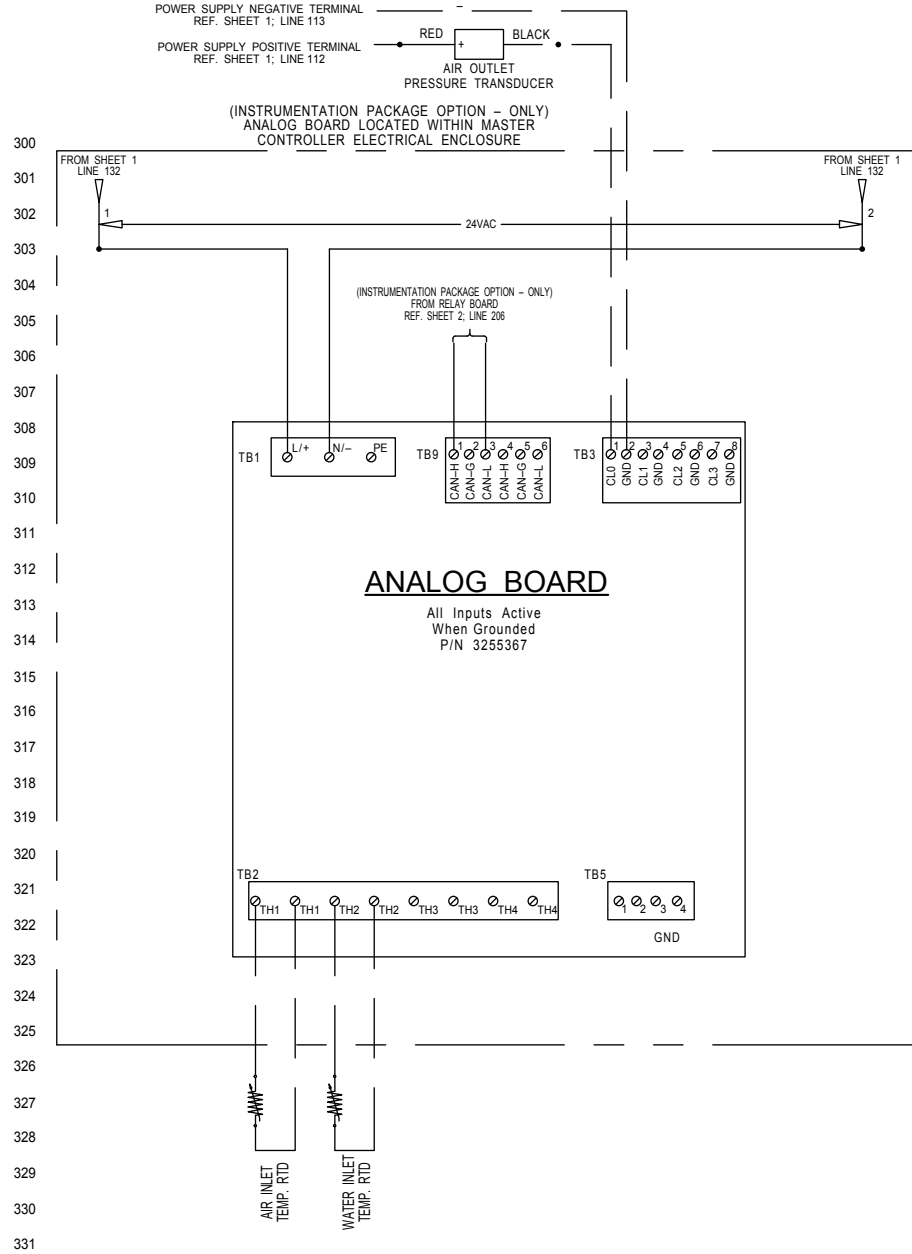 POWER SUPPLY NEGATIVE TERMINAL
REF. SHEET 1; LINE 113
–
POWER SUPPLY POSITIVE TERMINAL
REF. SHEET 1; LINE 112
RED
+
BLACK
AIR OUTLET
PRESSURE TRANSDUCER
(INSTRUMENTATION PACKAGE OPTION – ONLY)
ANALOG BOARD LOCATED WITHIN MASTER
CONTROLLER ELECTRICAL ENCLOSURE
300
301
302
303
304
305
306
307
308
309
310
311
312
313
314
315
316
317
318
319
320
321
322
323
324
325
326
327
328
329
330
331
FROM SHEET 1
LINE 132
1
24VAC
FROM SHEET 1
LINE 132
2
(INSTRUMENTATION PACKAGE OPTION – ONLY)
FROM RELAY BOARD
REF. SHEET 2; LINE 206
TB1
L/+ N/– PE
TB9
1 2 3 4 5 6
CAN–H
CAN–G
CAN–L
CAN–H
CAN–G
CAN–L
TB3
1 2 3 4 5 6 7 8
CL0
GND
CL1
GND
CL2
GND
CL3
GND
ANALOG BOARD
All Inputs Active
When Grounded
P/N 3255367
TB2
TH1 TH1 TH2 TH2 TH3 TH3 TH4 TH4
TB5
1 2 3 4
GND
AIR INLET
TEMP. RTD
WATER INLET
TEMP. RTD